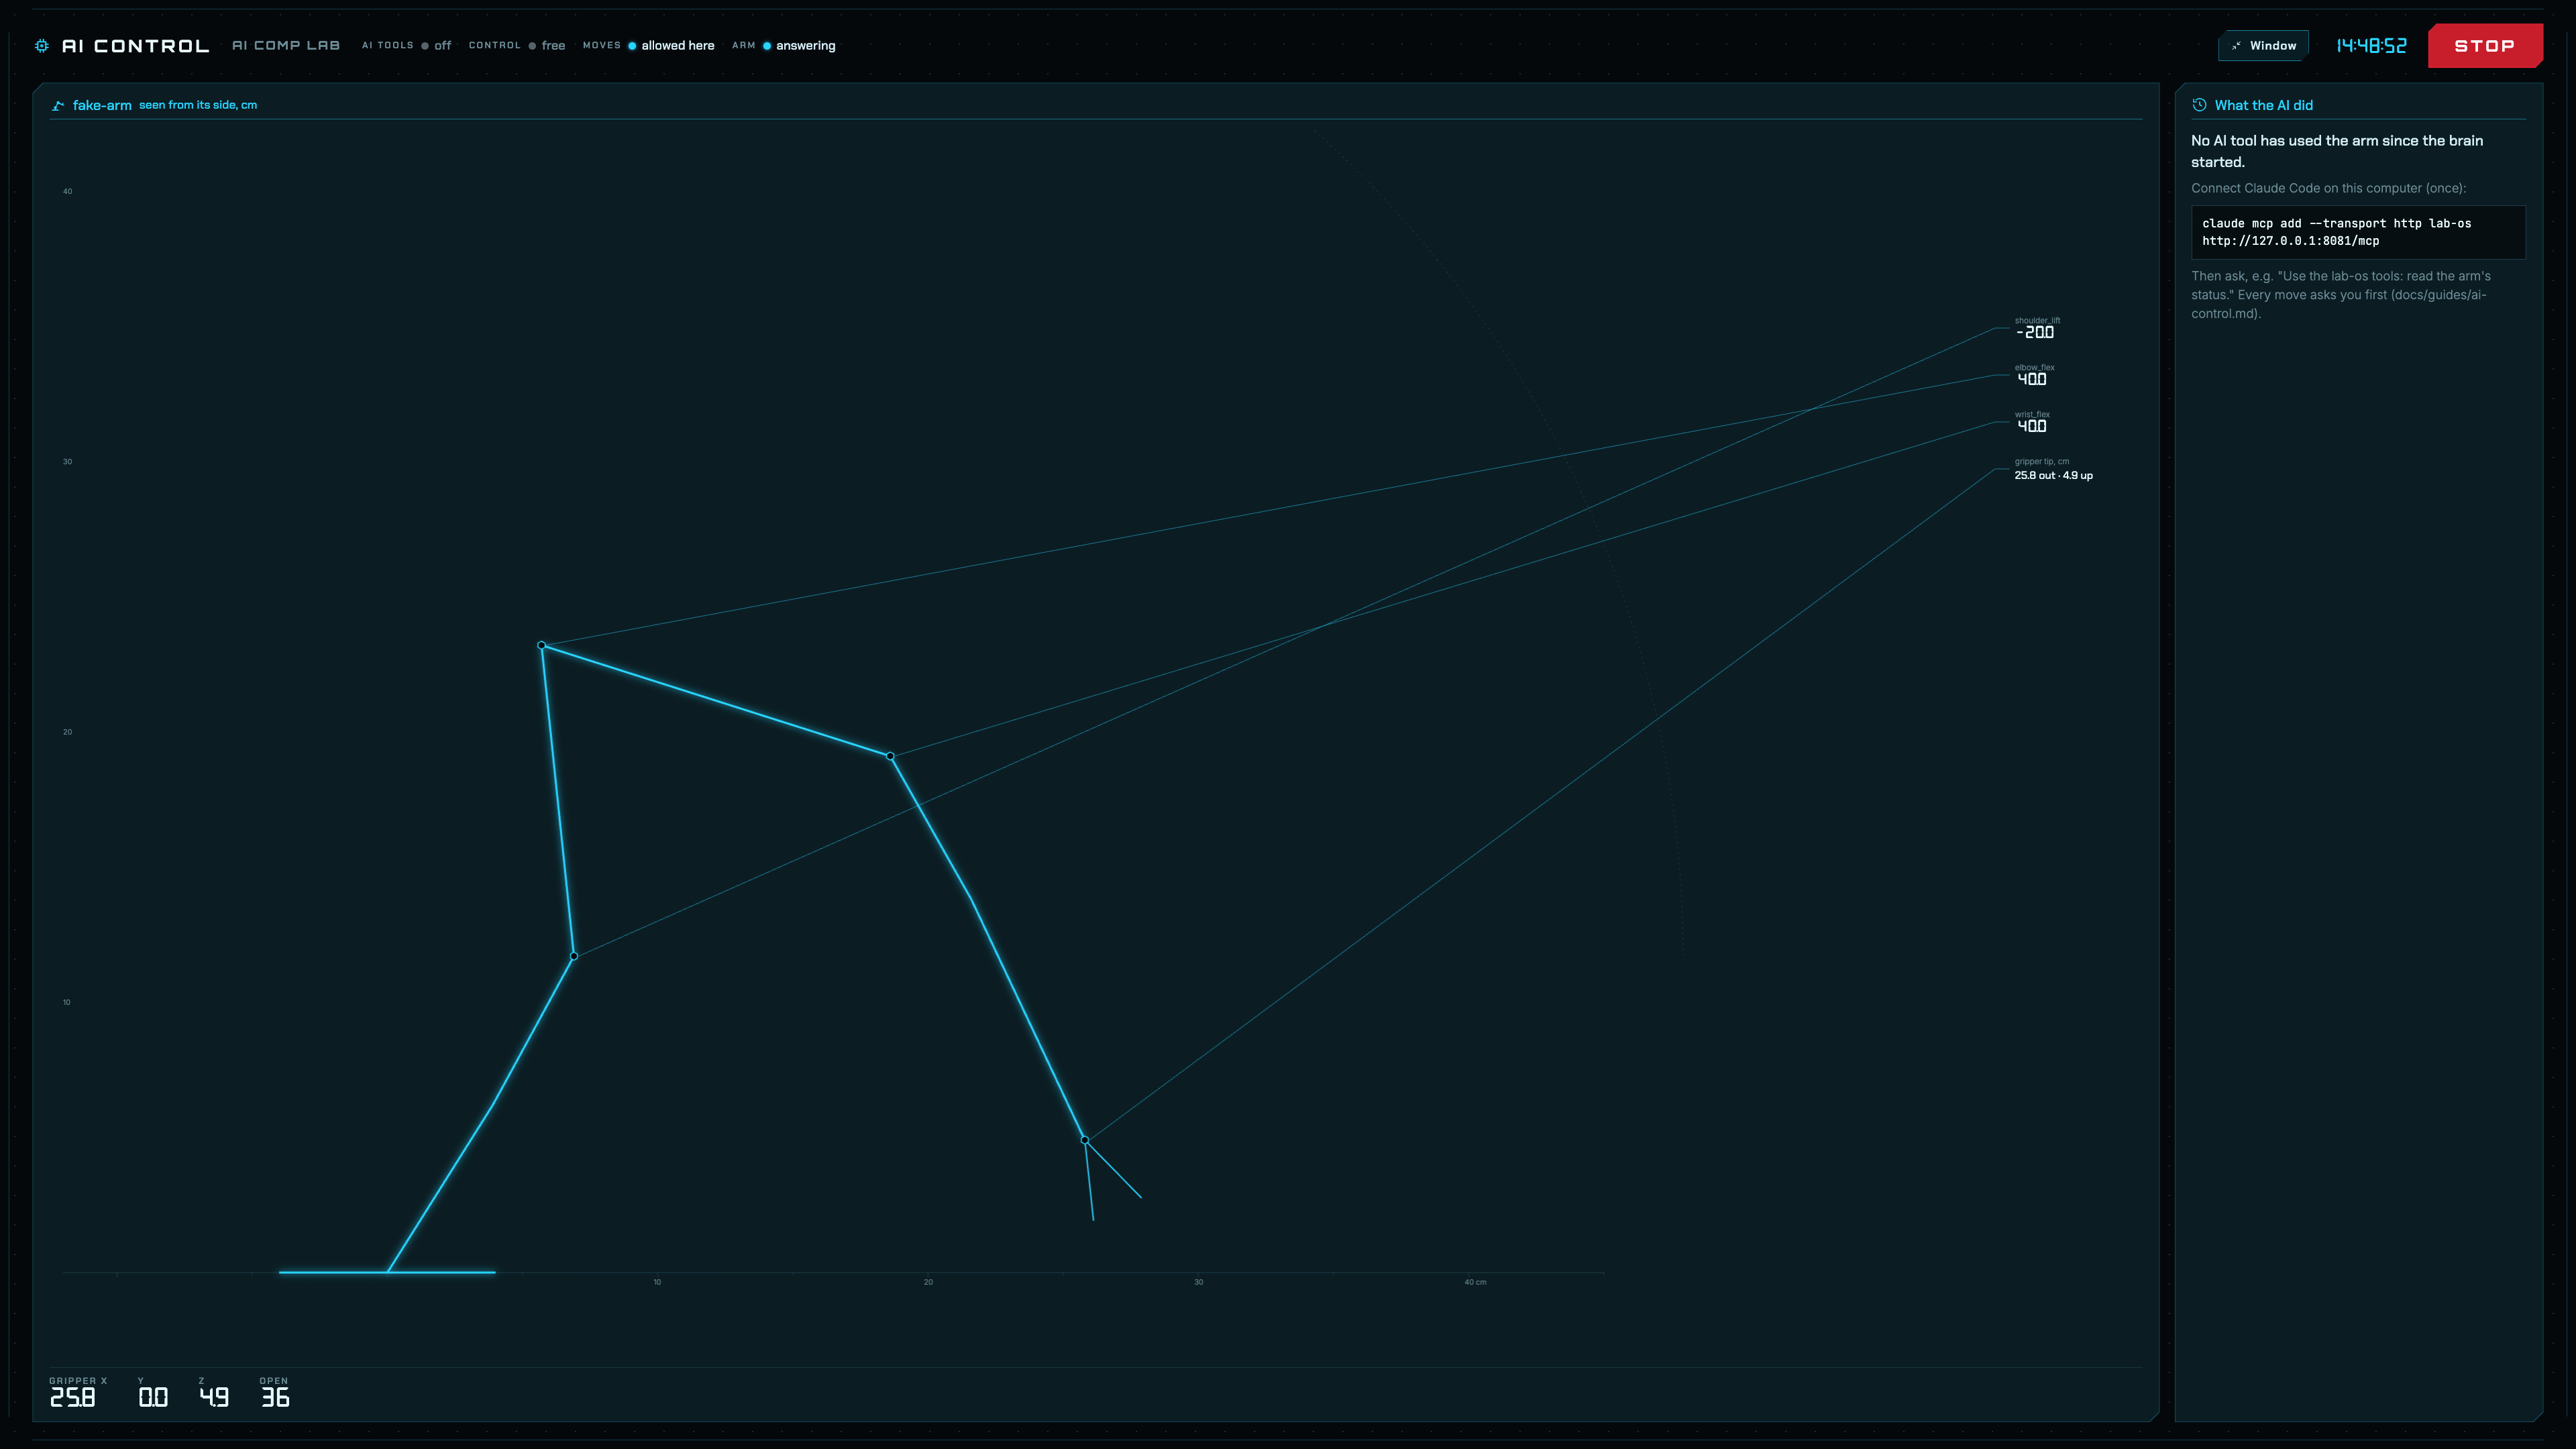 AI CONTROL
AI COMP LAB
AI TOOLS off
CONTROL free
MOVES allowed here
ARM answering
Window
14:48:52
STOP
fake-arm seen from its side, cm
40
30
20
10
shoulder_lift
-20.0
elbow_flex
40.0
wrist_flex
40.0
gripper tip, cm
25.8 out · 4.9 up
10 20 30 40 cm
GRIPPER X Y Z OPEN
25.8 0.0 4.9 36
What the AI did
No AI tool has used the arm since the brain
started.
Connect Claude Code on this computer (once):
claude mcp add --transport http lab-os
http://127.0.0.1:8081/mcp
Then ask, e.g. "Use the lab-os tools: read the arm's
status." Every move asks you first (docs/guides/ai-
control.md).